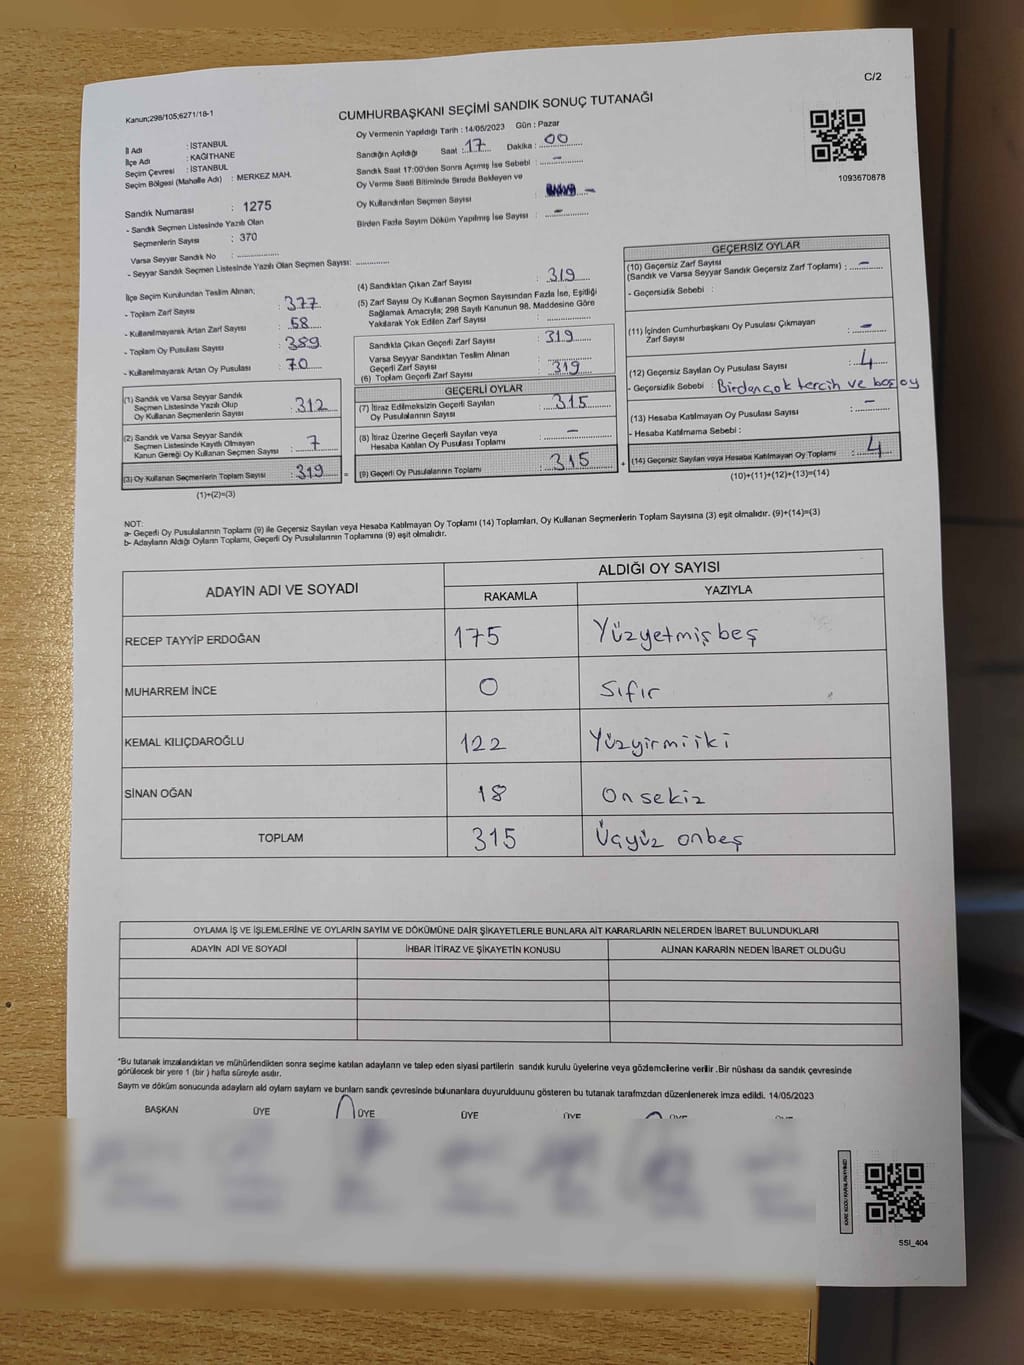 C/2
Kanun;298/105;6271/18-1
CUMHURBAŞKANI SEÇİMİ SANDIK SONUÇ TUTANAĞI
Oy Vermenin Yapıldığı Tarih : 14/05/2023 Gün : Pazar
İl Adı : İSTANBUL
İlçe Adı : KAĞITHANE
Seçim Çevresi : İSTANBUL
Seçim Bölgesi (Mahalle Adı) : MERKEZ MAH.
Sandığın Açıldığı Saat : 17 Dakika : 00
Sandık Saat 17:00'den Sonra Açımış İse Sebebi : -
Oy Verme Saati Bitiminde Sırada Bekleyen ve
Oy Kullandırılan Seçmen Sayısı : -
Birden Fazla Sayım Döküm Yapılmış İse Sayısı : -
1093670878
Sandık Numarası : 1275
- Sandık Seçmen Listesinde Yazılı Olan
Seçmenlerin Sayısı : 370
Varsa Seyyar Sandık No :
- Seyyar Sandık Seçmen Listesinde Yazılı Olan Seçmen Sayısı:
İlçe Seçim Kurulundan Teslim Alınan;
- Toplam Zarf Sayısı : 377
- Kullanılmayarak Artan Zarf Sayısı : 58
- Toplam Oy Pusulası Sayısı : 389
- Kullanılmayarak Artan Oy Pusulası : 70
(1) Sandık ve Varsa Seyyar Sandık
Seçmen Listesinde Yazılı Olup
Oy Kullanan Seçmenlerin Sayısı : 312
(2) Sandık ve Varsa Seyyar Sandık
Seçmen Listesinde Kayıtlı Olmayan
Kanun Gereği Oy Kullanan Seçmen Sayısı : 7
(3) Oy Kullanan Seçmenlerin Toplam Sayısı : 319 =
(1)+(2)=(3)
(4) Sandıktan Çıkan Zarf Sayısı : 319
(5) Zarf Sayısı Oy Kullanan Seçmen Sayısından Fazla İse, Eşitliği
Sağlamak Amacıyla; 298 Sayılı Kanunun 98. Maddesine Göre
Yakılarak Yok Edilen Zarf Sayısı :
Sandıkla Çıkan Geçerli Zarf Sayısı : 319
Varsa Seyyar Sandıktan Teslim Alınan
Geçerli Zarf Sayısı :
(6) Toplam Geçerli Zarf Sayısı : 319
GEÇERLİ OYLAR
(7) İtiraz Edilmeksizin Geçerli Sayılan
Oy Pusulasının Sayısı : 315
(8) İtiraz Üzerine Geçerli Sayılan veya
Hesaba Katılan Oy Pusulası Toplamı : -
(9) Geçerli Oy Pusulalarının Toplamı : 315 +
GEÇERSİZ OYLAR
(10) Geçersiz Zarf Sayısı
(Sandık ve Varsa Seyyar Sandık Geçersiz Zarf Toplamı) : -
- Geçersizlik Sebebi :
(11) İçinden Cumhurbaşkanı Oy Pusulası Çıkmayan
Zarf Sayısı : -
(12) Geçersiz Sayılan Oy Pusulası Sayısı : 4
- Geçersizlik Sebebi : Birden çok tercih ve boş oy
(13) Hesaba Katılmayan Oy Pusulası Sayısı : -
- Hesaba Katılmama Sebebi :
(14) Geçersiz Sayılan veya Hesaba Katılmayan Oy Toplamı : 4
(10)+(11)+(12)+(13)=(14)
NOT:
a- Geçerli Oy Pusulalarının Toplamı (9) ile Geçersiz Sayılan veya Hesaba Katılmayan Oy Toplamı (14) Toplamları, Oy Kullanan Seçmenlerin Toplam Sayısına (3) eşit olmalıdır. (9)+(14)=(3)
b- Adayların Aldığı Oyların Toplamı, Geçerli Oy Pusulalarının Toplamına (9) eşit olmalıdır.
ADAYIN ADI VE SOYADI ALDIĞI OY SAYISI
RAKAMLA YAZIYLA
RECEP TAYYİP ERDOĞAN 175 Yüzyetmişbeş
MUHARREM İNCE 0 Sıfır
KEMAL KILIÇDAROĞLU 122 Yüzyirmiiki
SİNAN OĞAN 18 Onsekiz
TOPLAM 315 Üçyüz onbeş
OYLAMA İŞ VE İŞLEMLERİNE VE OYLARIN SAYIM VE DÖKÜMÜNE DAİR ŞİKAYETLERLE BUNLARA AİT KARARLARIN NELERDEN İBARET BULUNDUKLARI
ADAYIN ADI VE SOYADI İHBAR İTİRAZ VE ŞİKAYETİN KONUSU ALINAN KARARIN NEDEN İBARET OLDUĞU
*Bu tutanak imzalandıktan ve mühürlendikten sonra seçime katılan adayların ve talep eden siyasi partilerin sandık kurulu üyelerine veya gözlemcilerine verilir .Bir nüshası da sandık çevresinde
görülecek bir yere 1 (bir ) hafta süreyle asılır.
Sayım ve döküm sonucunda adayların ald oyların sayların ve bunların sandk çevresinde bulunanlara duyurulduunu gösteren bu tutanak tarafmzdan düzenlenerek imza edildi. 14/05/2023
BAŞKAN ÜYE ÜYE ÜYE ÜYE ÜYE
SSI_404